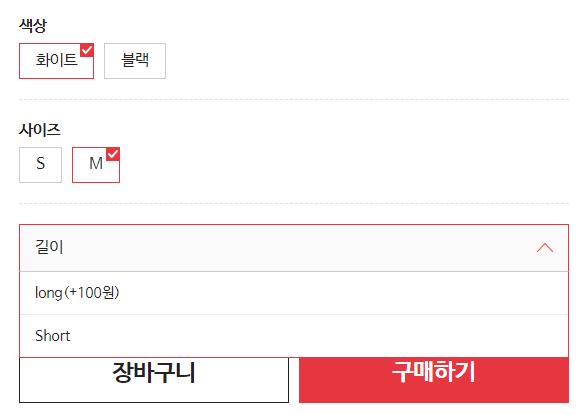 색상
화이트 블랙
사이즈
S M
길이
long(+100원)
Short
장바구니 구매하기